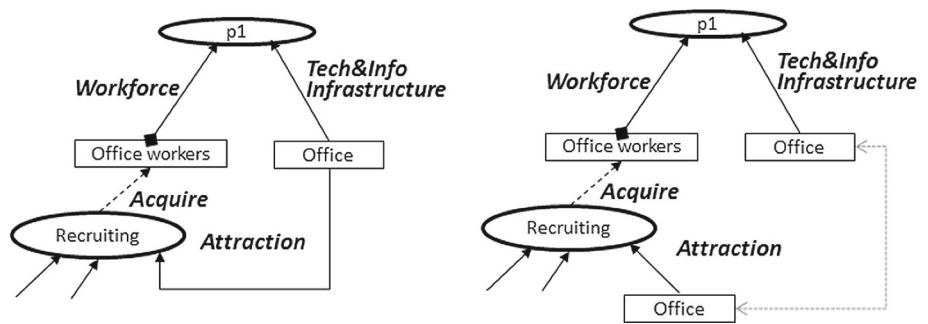 p1
Workforce
Tech&Info
Infrastructure
Office workers
Office
Acquire
Recruiting
Attraction
p1
Workforce
Tech&Info
Infrastructure
Office workers
Office
Acquire
Recruiting
Attraction
Office